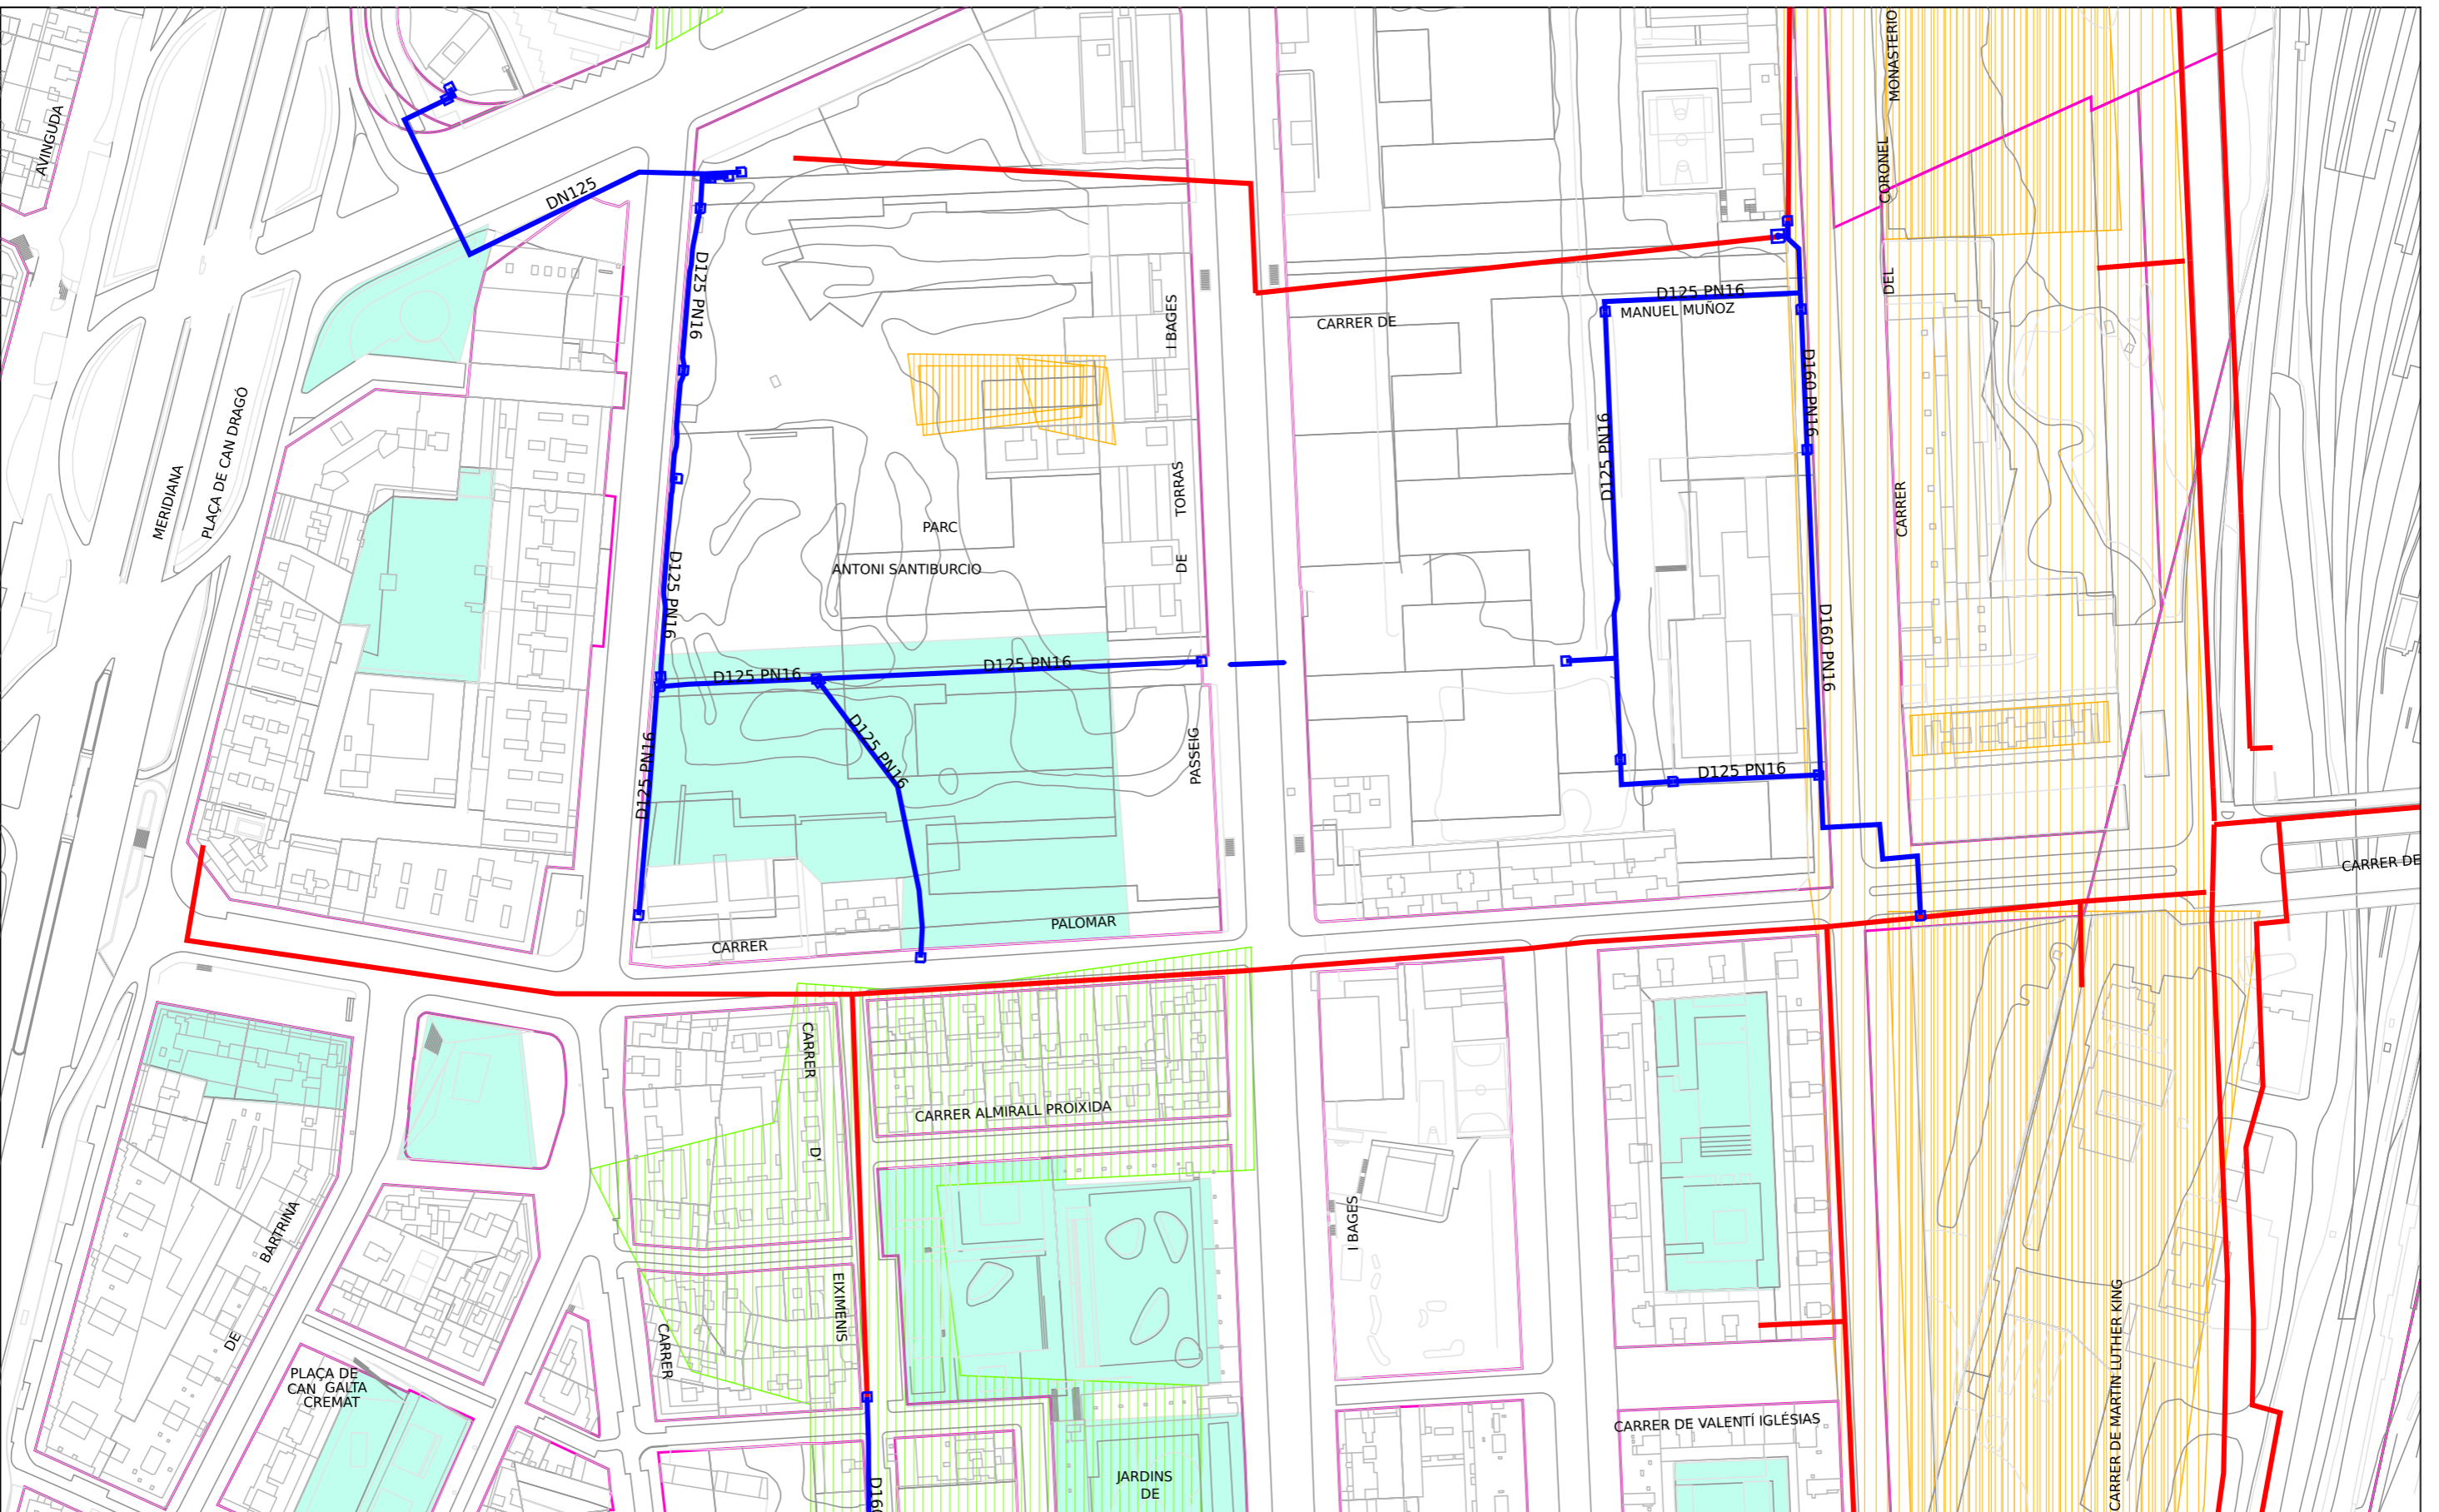 MONASTERIO
AVINGUDA
CORONEL
DN125
D125 PN16
DEL
I BAGES
D125 PN16
MANUEL MUÑOZ
CARRER DE
D160 PN16
PLAÇA DE CAN DRAGÓ
MERIDIANA
D125 PN16
TORRAS
CARRER
PARC
ANTONI SANTIBURCIO
DE
D125 PN16
D160 PN16
D125 PN16
D125 PN16
D125 PN16
D125 PN16
PASSEIG
D125 PN16
CARRER DE
PALOMAR
CARRER
CARRER
CARRER ALMIRALL PROIXIDA
D'
I BAGES
BARTRINA
EIXIMENIS
CARRER
DE
PLAÇA DE
CAN GALTA
CREMAT
CARRER DE VALENTÍ IGLÉSIAS
CARRER DE MARTIN LUTHER KING
JARDINS
DE